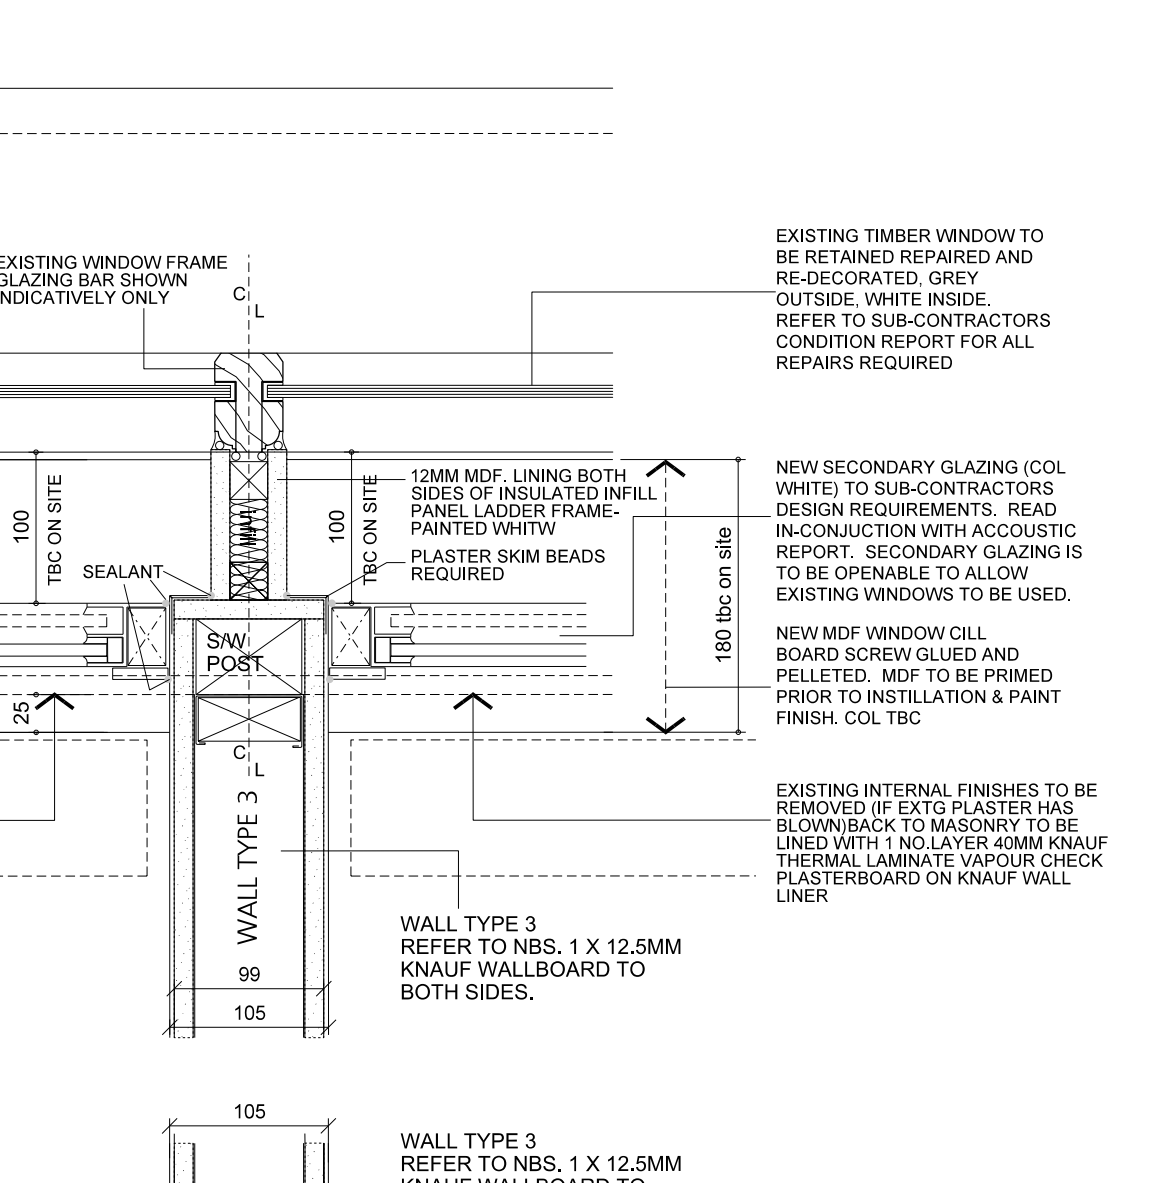 EXISTING WINDOW FRAME
GLAZING BAR SHOWN
INDICATIVELY ONLY
C
L
EXISTING TIMBER WINDOW TO
BE RETAINED REPAIRED AND
RE-DECORATED, GREY
OUTSIDE, WHITE INSIDE.
REFER TO SUB-CONTRACTORS
CONDITION REPORT FOR ALL
REPAIRS REQUIRED
100
TBC ON SITE
100
TBC ON SITE
12MM MDF. LINING BOTH
SIDES OF INSULATED INFILL
PANEL LADDER FRAME-
PAINTED WHITW
PLASTER SKIM BEADS
REQUIRED
SEALANT
180 tbc on site
NEW SECONDARY GLAZING (COL
WHITE) TO SUB-CONTRACTORS
DESIGN REQUIREMENTS.  READ
IN-CONJUCTION WITH ACCOUSTIC
REPORT.  SECONDARY GLAZING IS
TO BE OPENABLE TO ALLOW
EXISTING WINDOWS TO BE USED.
S/W
POST
NEW MDF WINDOW CILL
BOARD SCREW GLUED AND
PELLETED.  MDF TO BE PRIMED
PRIOR TO INSTILLATION & PAINT
FINISH. COL TBC
25
C
L
EXISTING INTERNAL FINISHES TO BE
REMOVED (IF EXTG PLASTER HAS
BLOWN)BACK TO MASONRY TO BE
LINED WITH 1 NO.LAYER 40MM KNAUF
THERMAL LAMINATE VAPOUR CHECK
PLASTERBOARD ON KNAUF WALL
LINER
WALL TYPE 3
WALL TYPE 3
REFER TO NBS. 1 X 12.5MM
KNAUF WALLBOARD TO
BOTH SIDES.
99
105
105
WALL TYPE 3
REFER TO NBS. 1 X 12.5MM
KNAUF WALLBOARD TO